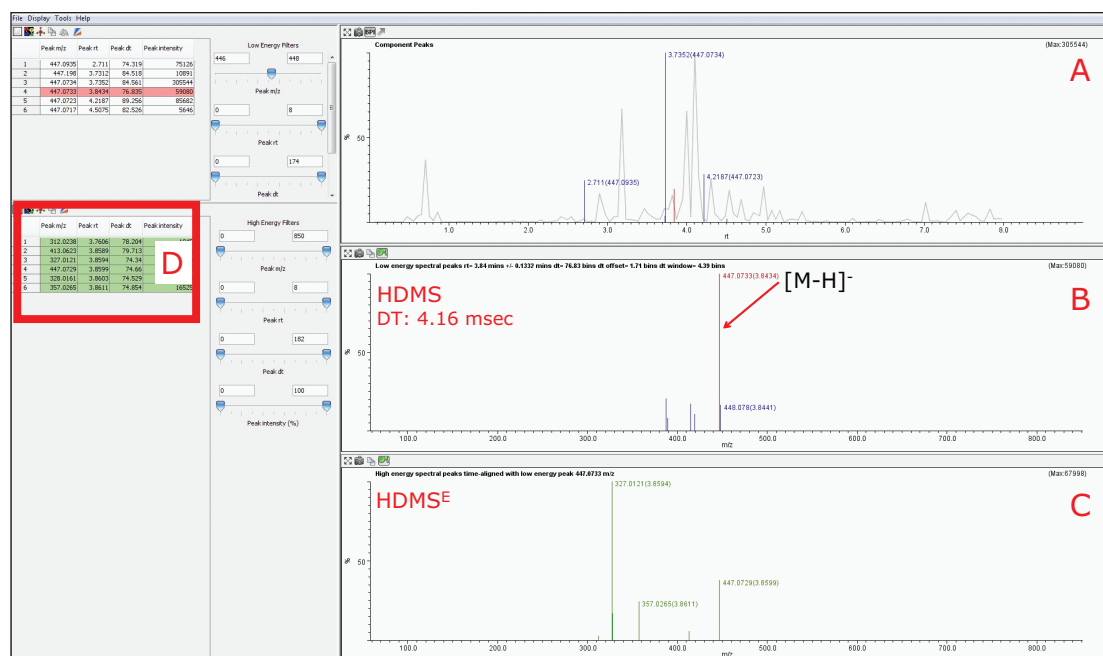 File Display Tools Help
Peak m/z Peak rt Peak dt Peak intensity
1 447.0935 2.711 74.319 75126
2 447.198 3.7312 84.518 10891
3 447.0734 3.7352 84.561 305544
4 447.0733 3.8434 76.835 59080
5 447.0723 4.2187 89.256 85682
6 447.0717 4.5075 82.526 5646
Low Energy Filters
446 448
Peak m/z
0 8
Peak rt
0 174
Peak dt
BPI
Component Peaks (Max:305544)
3.7352(447.0734)
A
% 50
2.711(447.0935)
4.2187(447.0723)
1.0 2.0 3.0 4.0 5.0 6.0 7.0 8.0
rt
Peak m/z Peak rt Peak dt Peak intensity
1 312.0238 3.7606 78.204
2 413.0623 3.8589 79.713
3 327.0121 3.8594 74.34
4 447.0729 3.8599 74.66
5 328.0161 3.8603 74.529
6 357.0265 3.8611 74.854 16525
D
High Energy Filters
0 850
Peak m/z
0 8
Peak rt
0 182
Peak dt
0 100
Peak intensity (%)
Low energy spectral peaks rt= 3.84 mins +/- 0.1332 mins dt= 76.83 bins dt offset= 1.71 bins dt window= 4.39 bins (Max:59080)
447.0733(3.8434)
[M-H]-
HDMS
DT: 4.16 msec
B
% 50
448.078(3.8441)
100.0 200.0 300.0 400.0 500.0 600.0 700.0 800.0
m/z
High energy spectral peaks time-aligned with low energy peak 447.0733 m/z (Max:67998)
327.0121(3.8594)
HDMSE
C
% 50
447.0729(3.8599)
357.0265(3.8611)
100.0 200.0 300.0 400.0 500.0 600.0 700.0 800.0
m/z